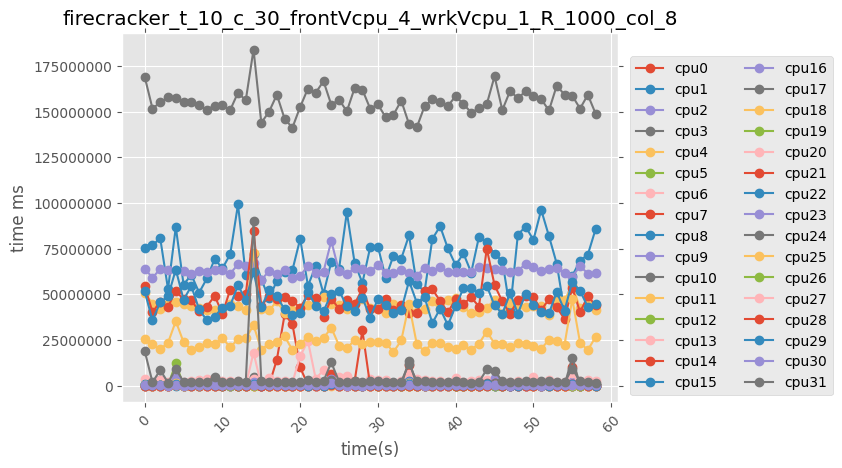 firecracker_t_10_c_30_frontVcpu_4_wrkVcpu_1_R_1000_col_8
time ms
175000000
150000000
125000000
100000000
75000000
50000000
25000000
0
0
10
20
30
40
50
60
time(s)
cpu0
cpu1
cpu2
cpu3
cpu4
cpu5
cpu6
cpu7
cpu8
cpu9
cpu10
cpu11
cpu12
cpu13
cpu14
cpu15
cpu16
cpu17
cpu18
cpu19
cpu20
cpu21
cpu22
cpu23
cpu24
cpu25
cpu26
cpu27
cpu28
cpu29
cpu30
cpu31